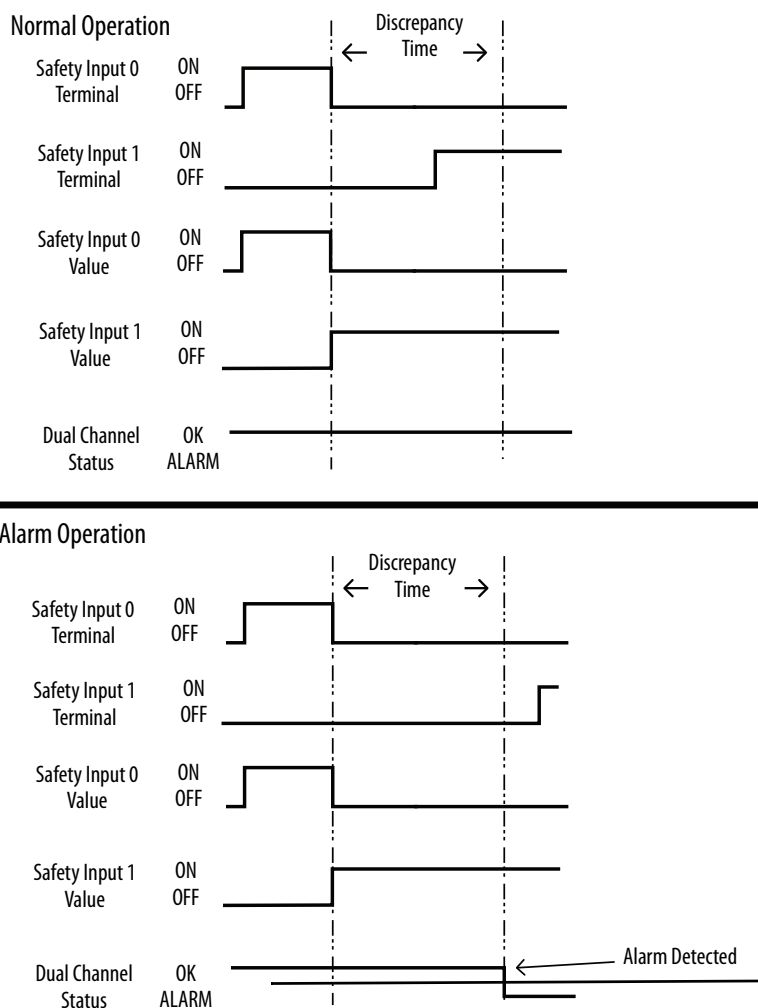 Normal Operation
Discrepancy
Time
Safety Input 0
Terminal
ON
OFF
Safety Input 1
Terminal
ON
OFF
Safety Input 0
Value
ON
OFF
Safety Input 1
Value
ON
OFF
Dual Channel
Status
OK
ALARM
Alarm Operation
Discrepancy
Time
Safety Input 0
Terminal
ON
OFF
Safety Input 1
Terminal
ON
OFF
Safety Input 0
Value
ON
OFF
Safety Input 1
Value
ON
OFF
Alarm Detected
Dual Channel
Status
OK
ALARM